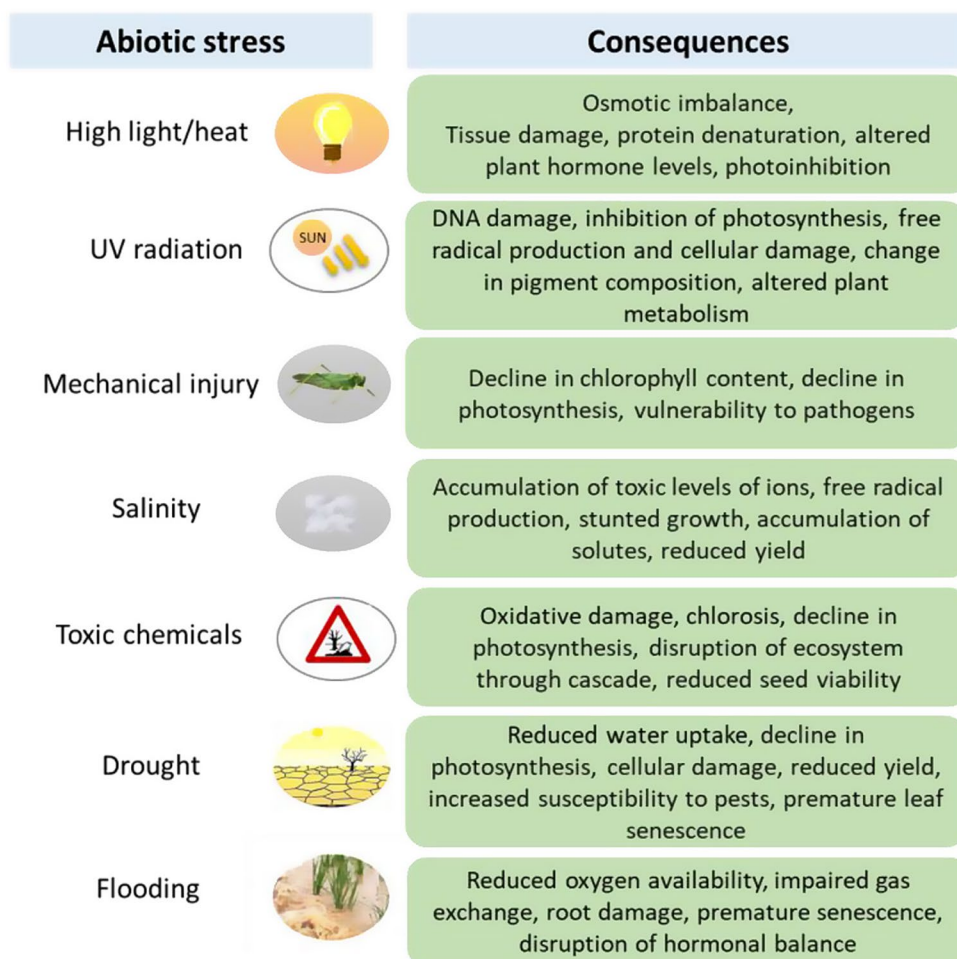 Abiotic stress
Consequences
High light/heat
Osmotic imbalance,
Tissue damage, protein denaturation, altered
plant hormone levels, photoinhibition
UV radiation
SUN
DNA damage, inhibition of photosynthesis, free
radical production and cellular damage, change
in pigment composition, altered plant
metabolism
Mechanical injury
Decline in chlorophyll content, decline in
photosynthesis, vulnerability to pathogens
Salinity
Accumulation of toxic levels of ions, free radical
production, stunted growth, accumulation of
solutes, reduced yield
Toxic chemicals
Oxidative damage, chlorosis, decline in
photosynthesis, disruption of ecosystem
through cascade, reduced seed viability
Drought
Reduced water uptake, decline in
photosynthesis, cellular damage, reduced yield,
increased susceptibility to pests, premature leaf
senescence
Flooding
Reduced oxygen availability, impaired gas
exchange, root damage, premature senescence,
disruption of hormonal balance